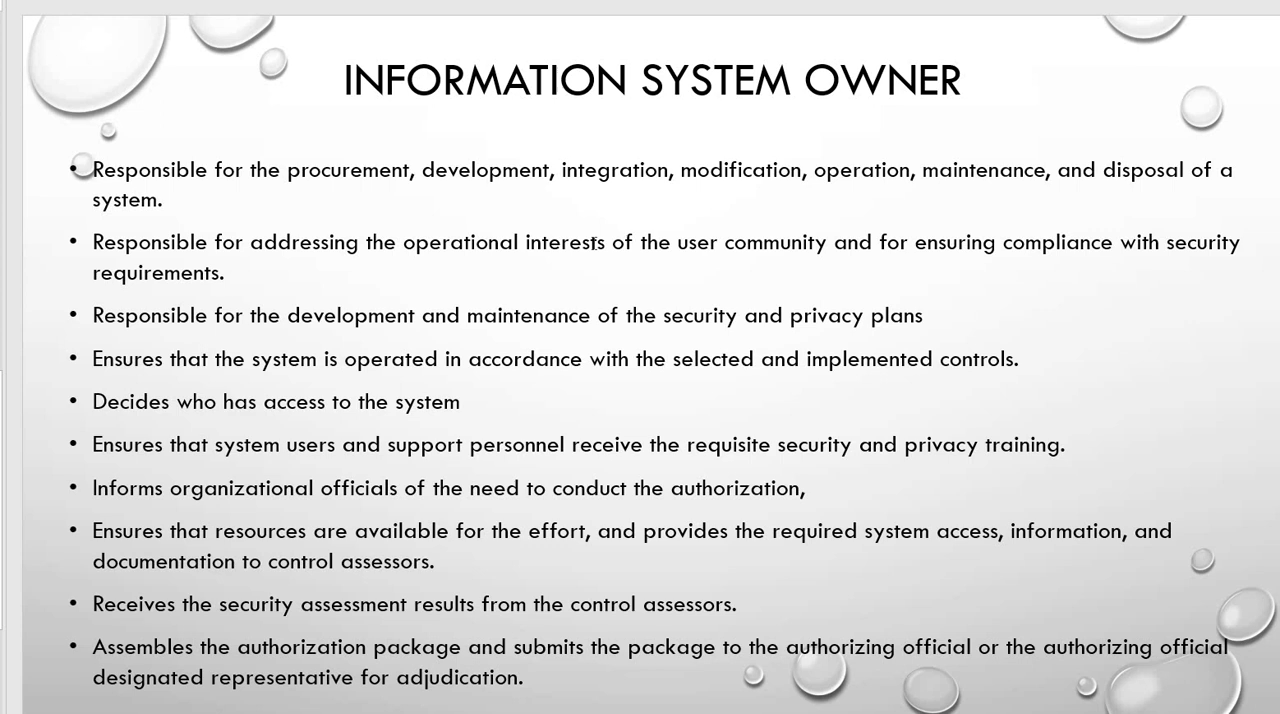 INFORMATION SYSTEM OWNER
• Responsible for the procurement, development, integration, modification, operation, maintenance, and disposal of a
system.
• Responsible for addressing the operational interests of the user community and for ensuring compliance with security
requirements.
• Responsible for the development and maintenance of the security and privacy plans
• Ensures that the system is operated in accordance with the selected and implemented controls.
• Decides who has access to the system
• Ensures that system users and support personnel receive the requisite security and privacy training.
• Informs organizational officials of the need to conduct the authorization,
• Ensures that resources are available for the effort, and provides the required system access, information, and
documentation to control assessors.
• Receives the security assessment results from the control assessors.
• Assembles the authorization package and submits the package to the authorizing official or the authorizing official
designated representative for adjudication.